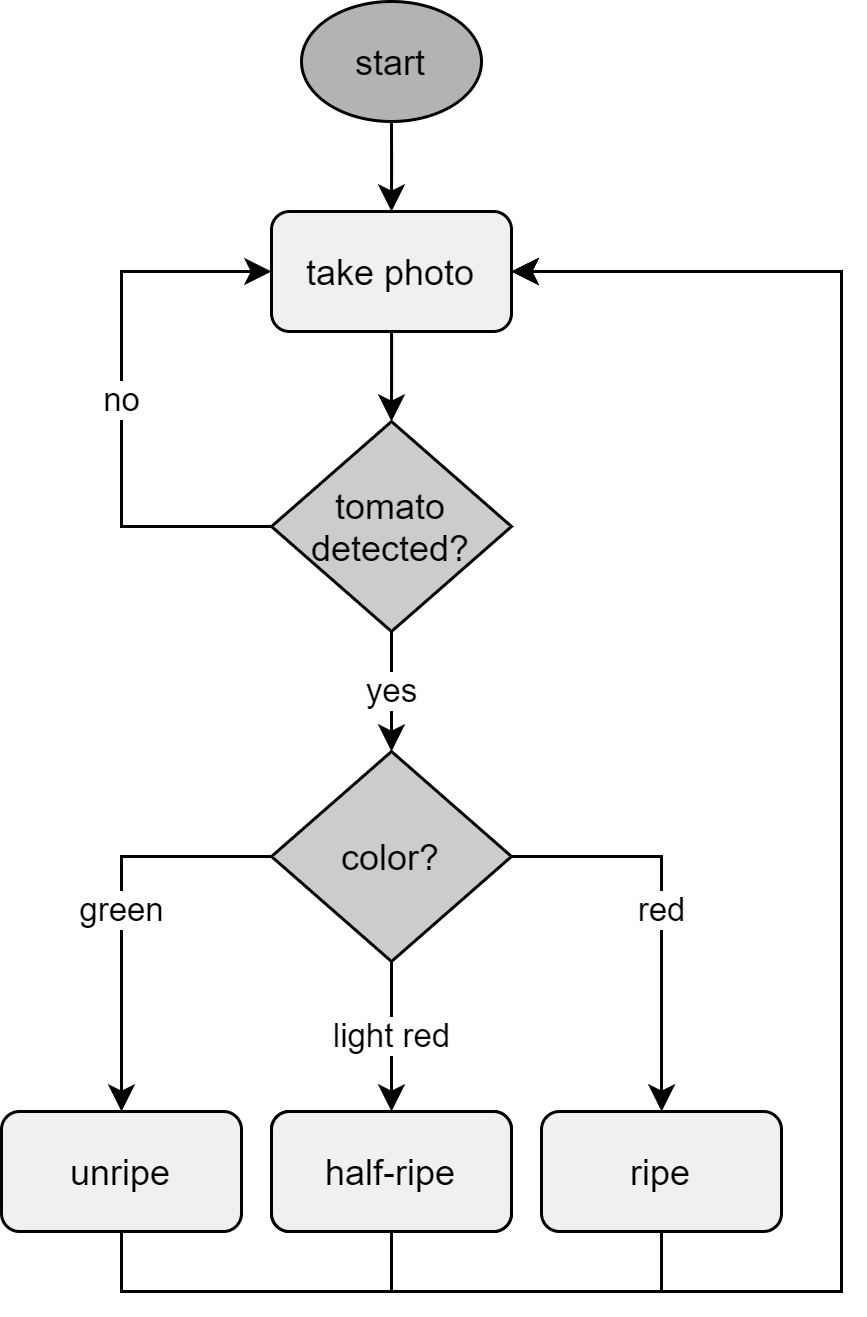 start
take photo
no
tomato
detected?
yes
color?
green
red
light red
unripe
half-ripe
ripe